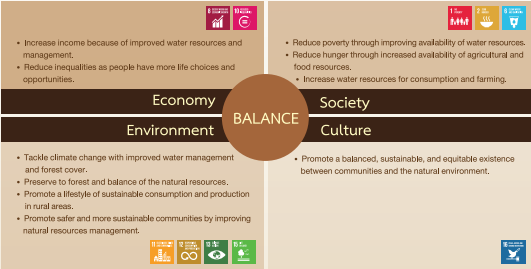 • Increase income because of improved water resources and
management.
• Reduce inequalities as people have more life choices and
opportunities.
• Reduce poverty through improving availability of water resources.
• Reduce hunger through increased availability of agricultural and
food resources.
• Increase water resources for consumption and farming.
Economy
Society
BALANCE
Environment
Culture
• Tackle climate change with improved water management
and forest cover.
• Preserve to forest and balance of the natural resources.
• Promote a lifestyle of sustainable consumption and production
in rural areas.
• Promote safer and more sustainable communities by improving
natural resources management.
• Promote a balanced, sustainable, and equitable existence
between communities and the natural environment.